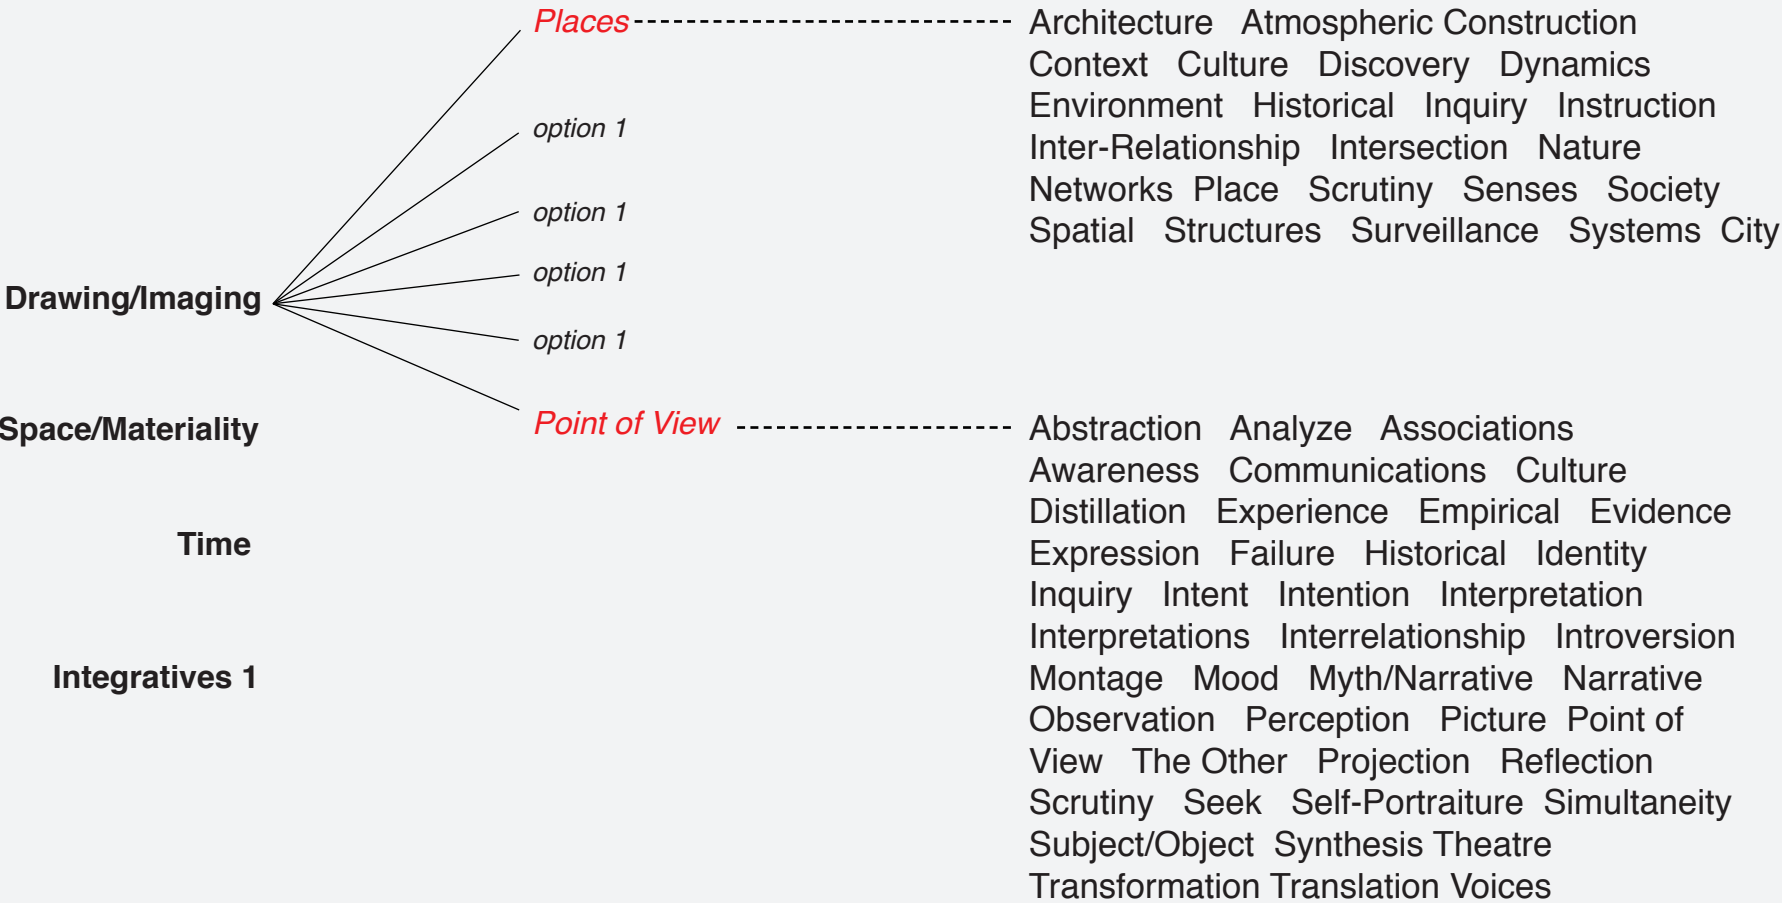 Places
Architecture Atmospheric Construction
Context Culture Discovery Dynamics
Environment Historical Inquiry Instruction
Inter-Relationship Intersection Nature
Networks Place Scrutiny Senses Society
Spatial Structures Surveillance Systems City
option 1
option 1
option 1
option 1
Drawing/Imaging
Point of View
Abstraction Analyze Associations
Awareness Communications Culture
Distillation Experience Empirical Evidence
Expression Failure Historical Identity
Inquiry Intent Intention Interpretation
Interpretations Interrelationship Introversion
Montage Mood Myth/Narrative Narrative
Observation Perception Picture Point of
View The Other Projection Reflection
Scrutiny Seek Self-Portraiture Simultaneity
Subject/Object Synthesis Theatre
Transformation Translation Voices
Space/Materiality
Time
Integratives 1